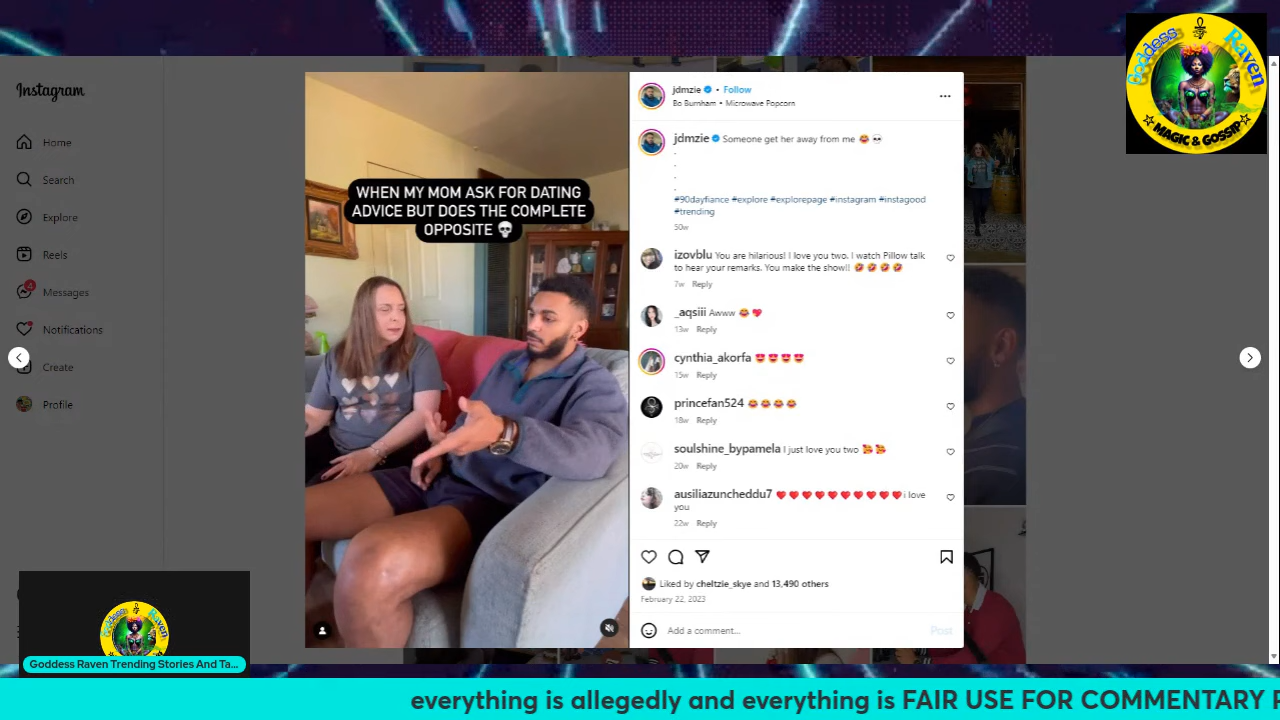 Goddess Raven
MAGIC & GOSSIP
Instagram
Home
Search
Explore
Reels
4
Messages
Notifications
Create
Profile
WHEN MY MOM ASK FOR DATING
ADVICE BUT DOES THE COMPLETE
OPPOSITE 💀
jdmzie • Follow
Bo Burnham • Microwave Popcorn
jdmzie Someone get her away from me 😂 💀
.
.
.
.
#90dayfiance #explore #explorepage #instagram #instagood
#trending
50w
izovblu You are hilarious! I love you two. I watch Pillow talk
to hear your remarks. You make the show!! 🤣 🤣 🤣 🤣
7w Reply
_aqsiii Awww 😂 💖
13w Reply
cynthia_akorfa 😍 😍 😍 😍
15w Reply
princefan524 😂 😂 😂 😂
18w Reply
soulshine_bypamela I just love you two 🥰 🥰
20w Reply
ausiliazuncheddu7 ❤️ ❤️ ❤️ ❤️ ❤️ ❤️ ❤️ ❤️ ❤️ ❤️ i love
you
22w Reply
Liked by cheltzie_skye and 13,490 others
February 22, 2023
Add a comment...
Post
Goddess Raven Trending Stories And Ta...
everything is allegedly and everything is FAIR USE FOR COMMENTARY